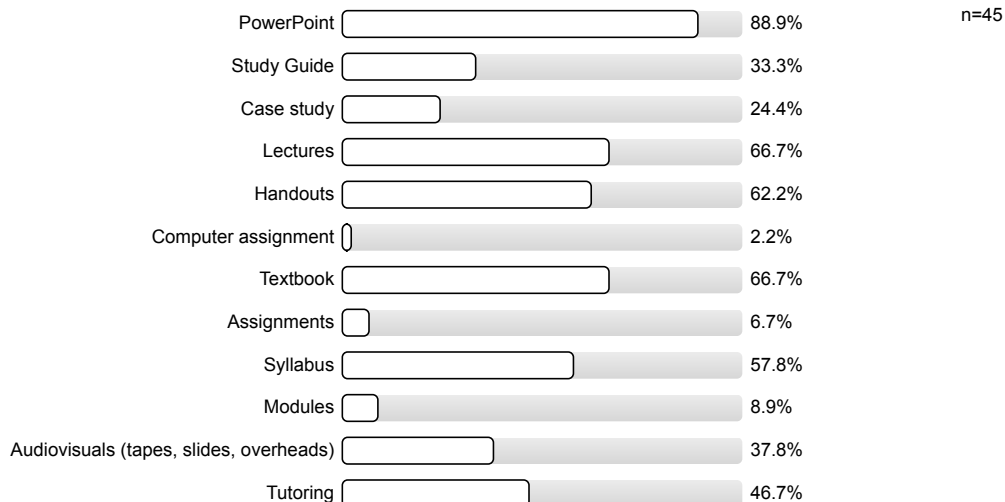 PowerPoint 88.9% n=45
Study Guide 33.3%
Case study 24.4%
Lectures 66.7%
Handouts 62.2%
Computer assignment 2.2%
Textbook 66.7%
Assignments 6.7%
Syllabus 57.8%
Modules 8.9%
Audiovisuals (tapes, slides, overheads) 37.8%
Tutoring 46.7%